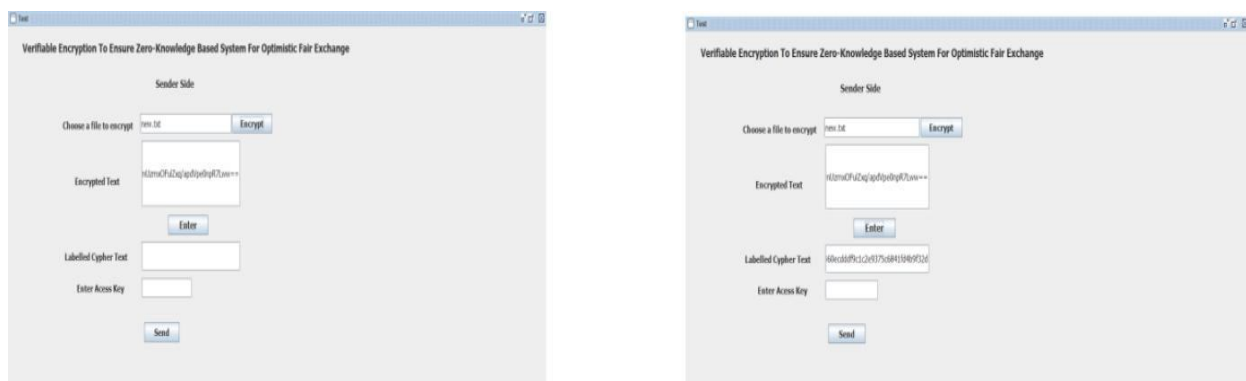 Test
Verifiable Encryption To Ensure Zero-Knowledge Based System For Optimistic Fair Exchange
Sender Side
Choose a file to encrypt new.txt Encrypt
Encrypted Text
Enter
Labelled Cypher Text
Enter Acess Key
Send
Test
Verifiable Encryption To Ensure Zero-Knowledge Based System For Optimistic Fair Exchange
Sender Side
Choose a file to encrypt new.txt Encrypt
Encrypted Text
Enter
Labelled Cypher Text
Enter Acess Key
Send